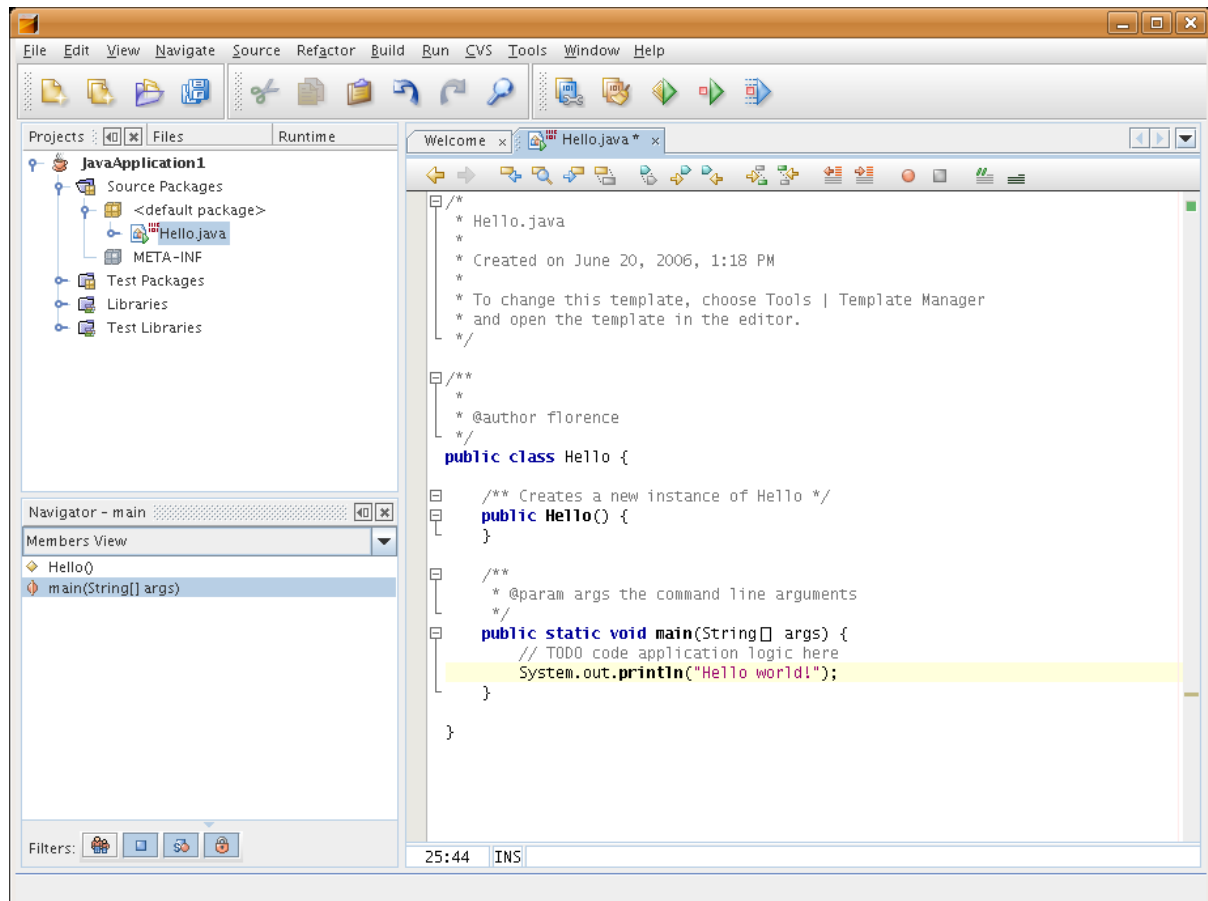 File Edit View Navigate Source Refactor Build Run CVS Tools Window Help
Projects Files Runtime
JavaApplication1
Source Packages
<default package>
Hello.java
META-INF
Test Packages
Libraries
Test Libraries
Navigator - main
Members View
Hello()
main(String[] args)
Filters:
Welcome x Hello.java * x
/*
* Hello.java
*
* Created on June 20, 2006, 1:18 PM
*
* To change this template, choose Tools | Template Manager
* and open the template in the editor.
*/
/**
*
* @author florence
*/
public class Hello {
/** Creates a new instance of Hello */
public Hello() {
}
/**
* @param args the command line arguments
*/
public static void main(String[] args) {
// TODO code application logic here
System.out.println("Hello world!");
}
}
25:44 INS